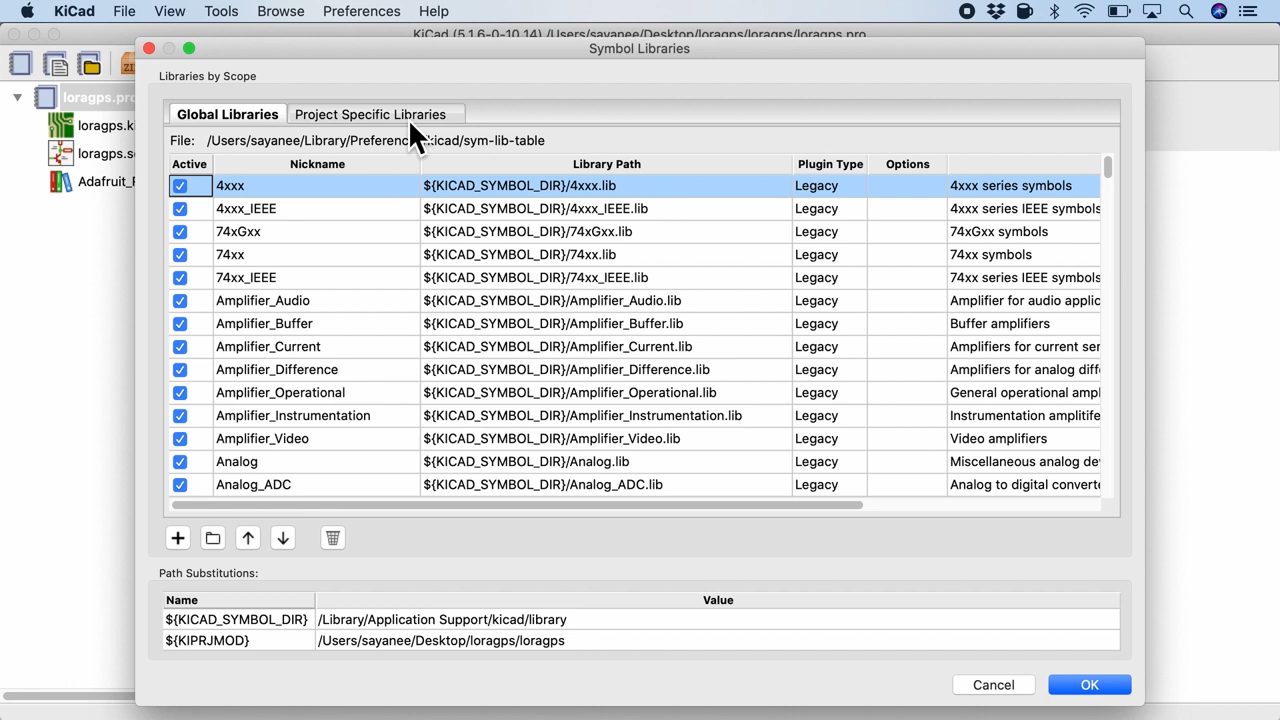 KiCad File View Tools Browse Preferences Help
KiCad (5.1.6-0-10.14) /Users/sayanee/Desktop/loragps/loragps/loragps.pro
Symbol Libraries
Libraries by Scope
loragps.pro
Global Libraries Project Specific Libraries
loragps.ki
File: /Users/sayanee/Library/Preferenc kicad/sym-lib-table
loragps.s
Active Nickname Library Path Plugin Type Options
Adafruit_F
4xxx ${KICAD_SYMBOL_DIR}/4xxx.lib Legacy 4xxx series symbols
4xxx_IEEE ${KICAD_SYMBOL_DIR}/4xxx_IEEE.lib Legacy 4xxx series IEEE symbols
74xGxx ${KICAD_SYMBOL_DIR}/74xGxx.lib Legacy 74xGxx symbols
74xx ${KICAD_SYMBOL_DIR}/74xx.lib Legacy 74xx symbols
74xx_IEEE ${KICAD_SYMBOL_DIR}/74xx_IEEE.lib Legacy 74xx series IEEE symbols
Amplifier_Audio ${KICAD_SYMBOL_DIR}/Amplifier_Audio.lib Legacy Amplifier for audio applic
Amplifier_Buffer ${KICAD_SYMBOL_DIR}/Amplifier_Buffer.lib Legacy Buffer amplifiers
Amplifier_Current ${KICAD_SYMBOL_DIR}/Amplifier_Current.lib Legacy Amplifiers for current ser
Amplifier_Difference ${KICAD_SYMBOL_DIR}/Amplifier_Difference.lib Legacy Amplifiers for analog diff
Amplifier_Operational ${KICAD_SYMBOL_DIR}/Amplifier_Operational.lib Legacy General operational ampl
Amplifier_Instrumentation ${KICAD_SYMBOL_DIR}/Amplifier_Instrumentation.lib Legacy Instrumentation amplitife
Amplifier_Video ${KICAD_SYMBOL_DIR}/Amplifier_Video.lib Legacy Video amplifiers
Analog ${KICAD_SYMBOL_DIR}/Analog.lib Legacy Miscellaneous analog de
Analog_ADC ${KICAD_SYMBOL_DIR}/Analog_ADC.lib Legacy Analog to digital converte
Path Substitutions:
Name Value
${KICAD_SYMBOL_DIR} /Library/Application Support/kicad/library
${KIPRJMOD} /Users/sayanee/Desktop/loragps/loragps
Cancel OK